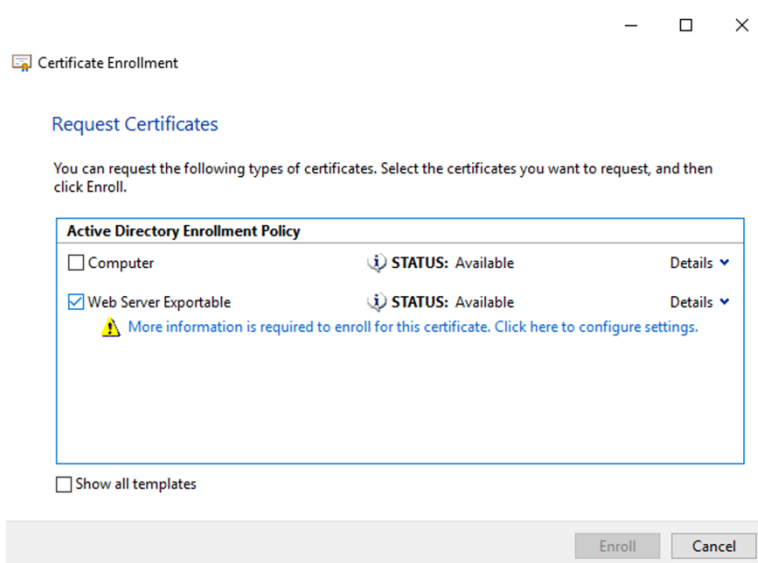 Certificate Enrollment
Request Certificates
You can request the following types of certificates. Select the certificates you want to request, and then
click Enroll.
Active Directory Enrollment Policy
Computer STATUS: Available Details
Web Server Exportable STATUS: Available Details
More information is required to enroll for this certificate. Click here to configure settings.
Show all templates
Enroll Cancel